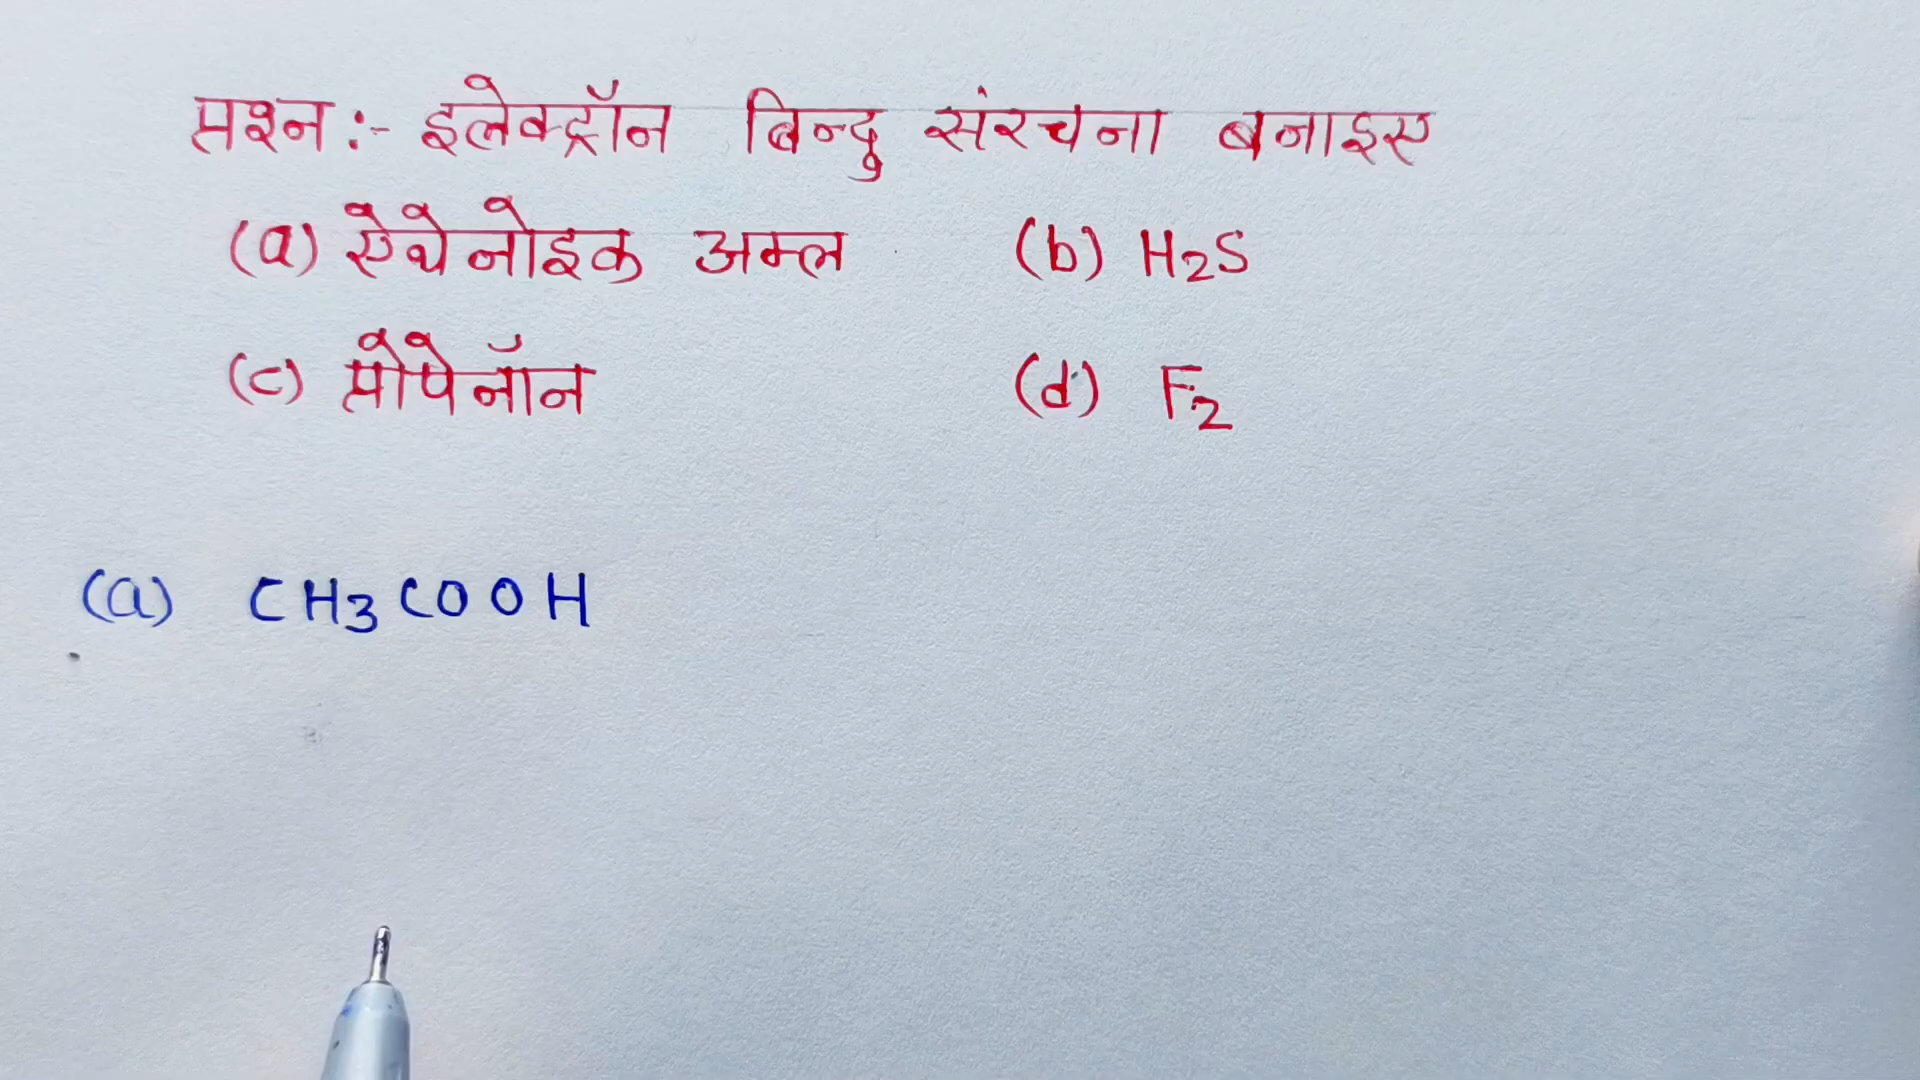 प्रश्न :- इलेक्ट्रॉन बिन्दु संरचना बनाइए
(a) ऐथेनोइक अम्ल (b) H₂S
(c) प्रोपेनॉन (d) F₂
(a) CH₃COOH